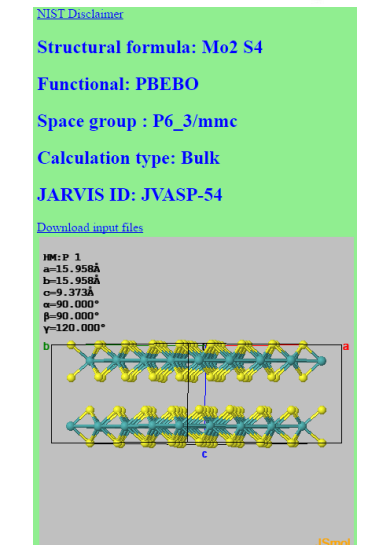 NIST Disclaimer
Structural formula: Mo2 S4
Functional: PBEBO
Space group : P6_3/mmc
Calculation type: Bulk
JARVIS ID: JVASP-54
Download input files
HM:P 1
a=15.958Å
b=15.958Å
c=9.373Å
α=90.000°
β=90.000°
γ=120.000°
b
a
c
JSmol